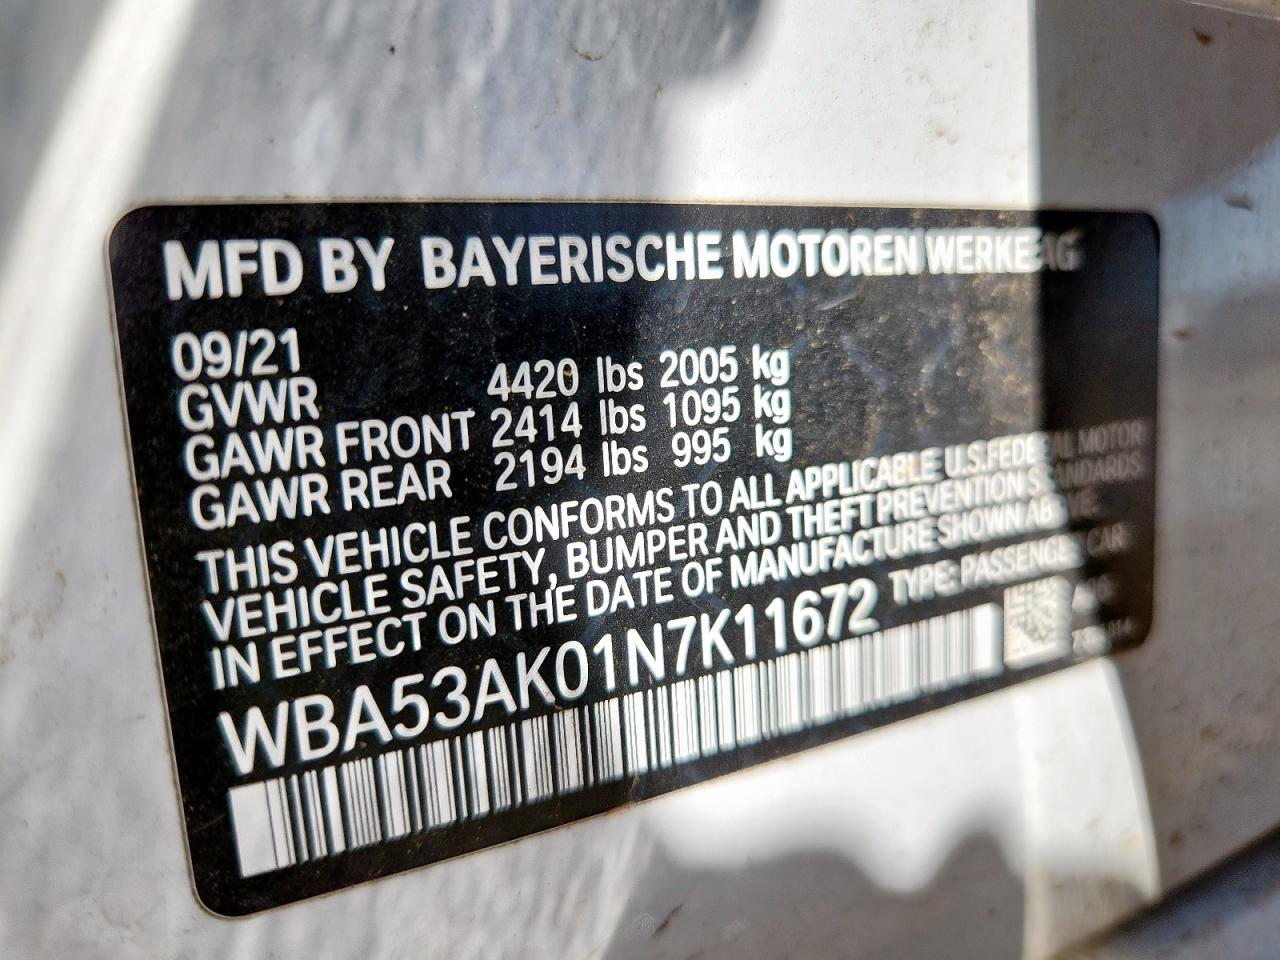 MFD BY BAYERISCHE MOTOREN WERKE AG
09/21
GVWR 4420 lbs 2005 kg
GAWR FRONT 2414 lbs 1095 kg
GAWR REAR 2194 lbs 995 kg
THIS VEHICLE CONFORMS TO ALL APPLICABLE U.S.FEDERAL MOTOR
VEHICLE SAFETY, BUMPER AND THEFT PREVENTION STANDARDS
IN EFFECT ON THE DATE OF MANUFACTURE SHOWN ABOVE.
WBA53AK01N7K11672 TYPE: PASSENGER CAR